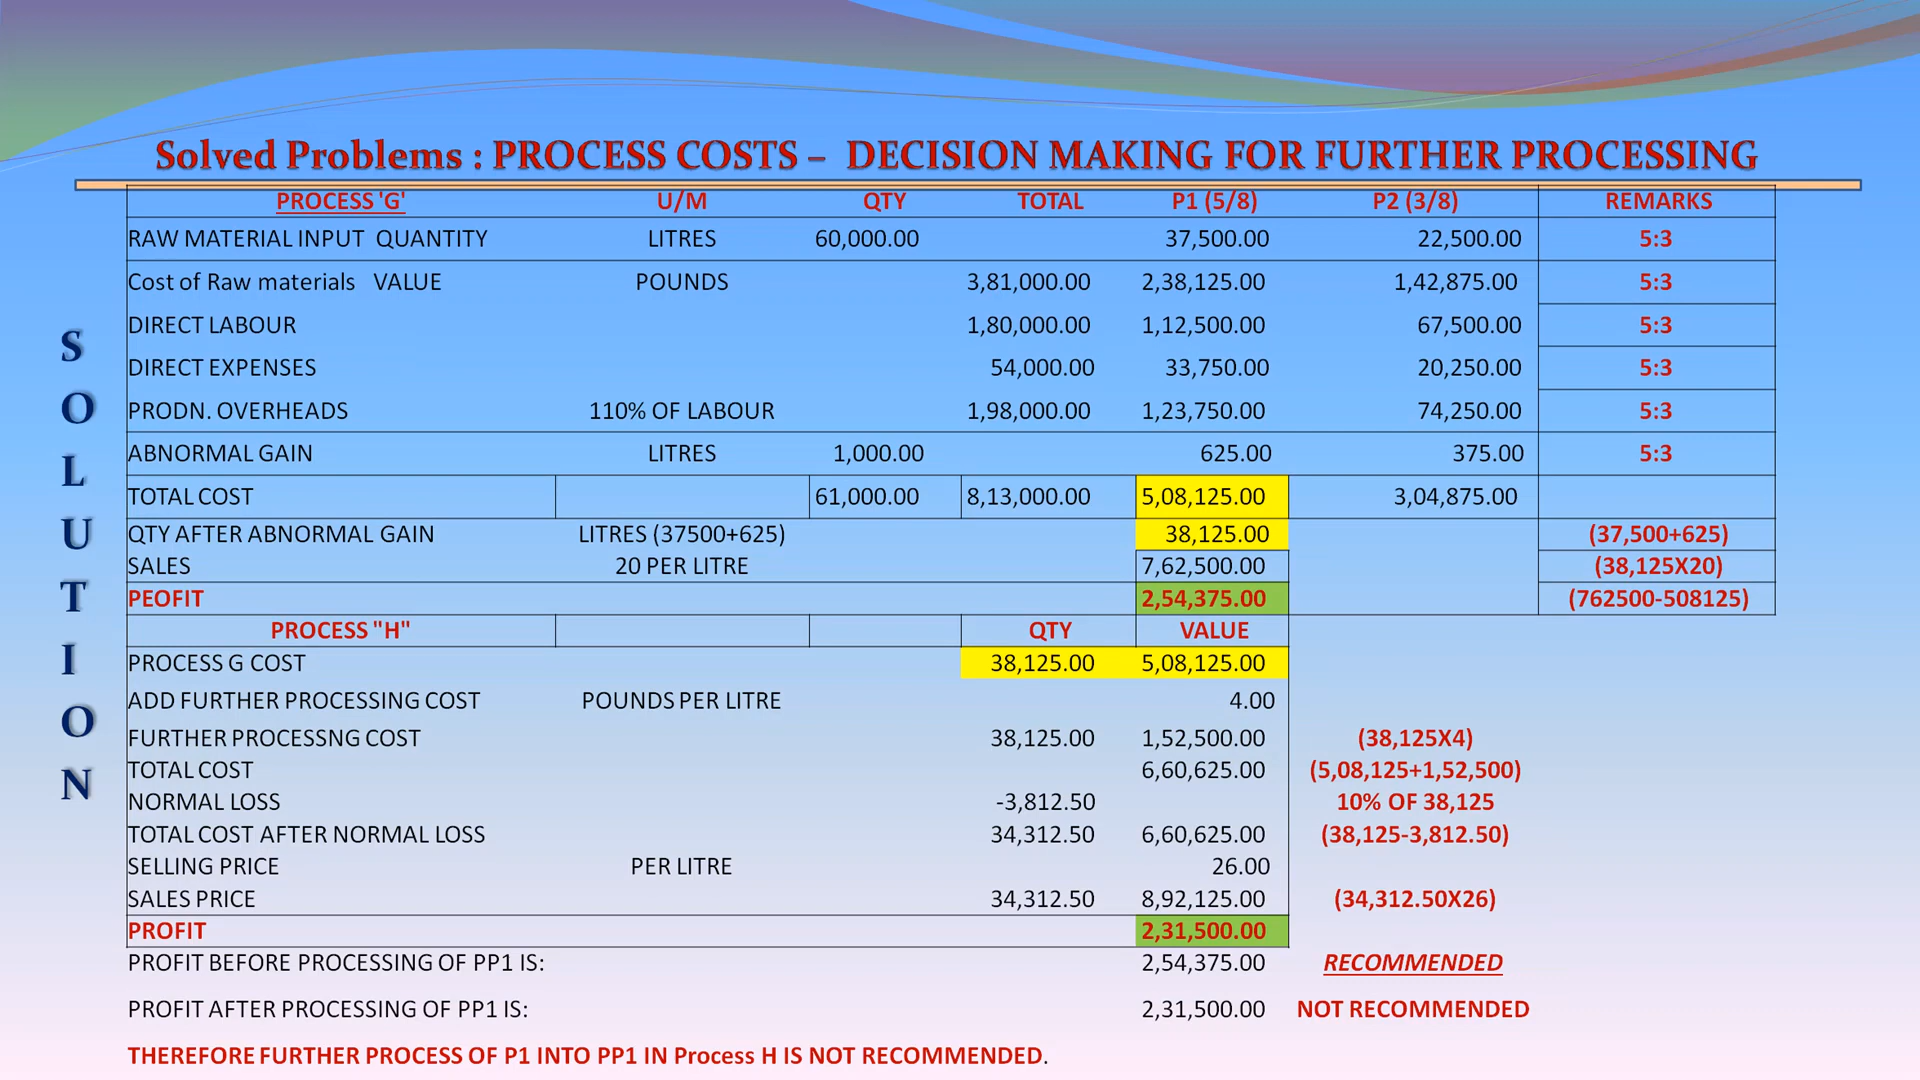 Solved Problems : PROCESS COSTS – DECISION MAKING FOR FURTHER PROCESSING
SOLUTION
PROCESS 'G' U/M QTY TOTAL P1 (5/8) P2 (3/8) REMARKS
RAW MATERIAL INPUT QUANTITY LITRES 60,000.00 37,500.00 22,500.00 5:3
Cost of Raw materials VALUE POUNDS 3,81,000.00 2,38,125.00 1,42,875.00 5:3
DIRECT LABOUR 1,80,000.00 1,12,500.00 67,500.00 5:3
DIRECT EXPENSES 54,000.00 33,750.00 20,250.00 5:3
PRODN. OVERHEADS 110% OF LABOUR 1,98,000.00 1,23,750.00 74,250.00 5:3
ABNORMAL GAIN LITRES 1,000.00 625.00 375.00 5:3
TOTAL COST 61,000.00 8,13,000.00 5,08,125.00 3,04,875.00
QTY AFTER ABNORMAL GAIN LITRES (37500+625) 38,125.00 (37,500+625)
SALES 20 PER LITRE 7,62,500.00 (38,125X20)
PEOFIT 2,54,375.00 (762500-508125)
PROCESS "H" QTY VALUE
PROCESS G COST 38,125.00 5,08,125.00
ADD FURTHER PROCESSING COST POUNDS PER LITRE 4.00
FURTHER PROCESSNG COST 38,125.00 1,52,500.00 (38,125X4)
TOTAL COST 6,60,625.00 (5,08,125+1,52,500)
NORMAL LOSS -3,812.50 10% OF 38,125
TOTAL COST AFTER NORMAL LOSS 34,312.50 6,60,625.00 (38,125-3,812.50)
SELLING PRICE PER LITRE 26.00
SALES PRICE 34,312.50 8,92,125.00 (34,312.50X26)
PROFIT 2,31,500.00
PROFIT BEFORE PROCESSING OF PP1 IS: 2,54,375.00 RECOMMENDED
PROFIT AFTER PROCESSING OF PP1 IS: 2,31,500.00 NOT RECOMMENDED
THEREFORE FURTHER PROCESS OF P1 INTO PP1 IN Process H IS NOT RECOMMENDED.